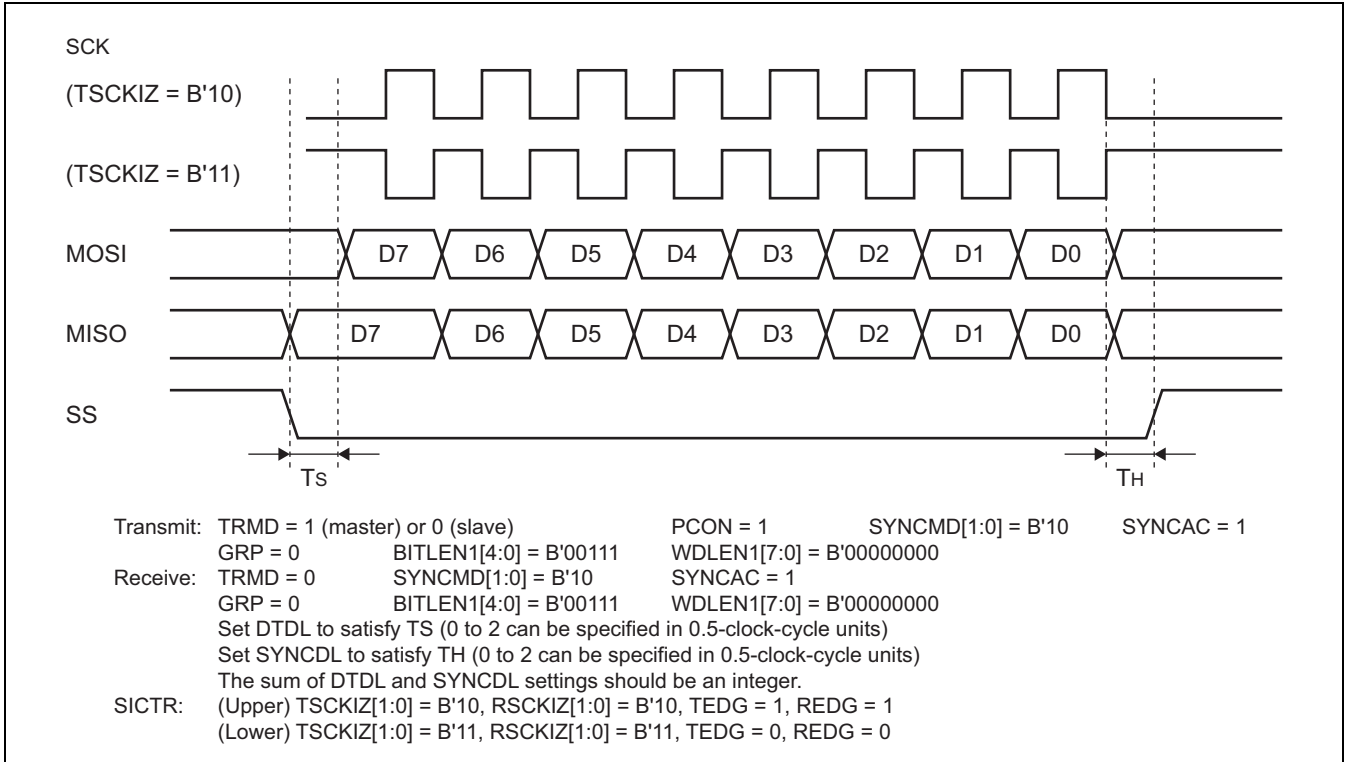 SCK
(TSCKIZ = B'10)
(TSCKIZ = B'11)
MOSI D7 D6 D5 D4 D3 D2 D1 D0
MISO D7 D6 D5 D4 D3 D2 D1 D0
SS
TS TH
Transmit: TRMD = 1 (master) or 0 (slave) PCON = 1 SYNCMD[1:0] = B'10 SYNCAC = 1
GRP = 0 BITLEN1[4:0] = B'00111 WDLEN1[7:0] = B'00000000
Receive: TRMD = 0 SYNCMD[1:0] = B'10 SYNCAC = 1
GRP = 0 BITLEN1[4:0] = B'00111 WDLEN1[7:0] = B'00000000
Set DTDL to satisfy TS (0 to 2 can be specified in 0.5-clock-cycle units)
Set SYNCDL to satisfy TH (0 to 2 can be specified in 0.5-clock-cycle units)
The sum of DTDL and SYNCDL settings should be an integer.
SICTR: (Upper) TSCKIZ[1:0] = B'10, RSCKIZ[1:0] = B'10, TEDG = 1, REDG = 1
(Lower) TSCKIZ[1:0] = B'11, RSCKIZ[1:0] = B'11, TEDG = 0, REDG = 0